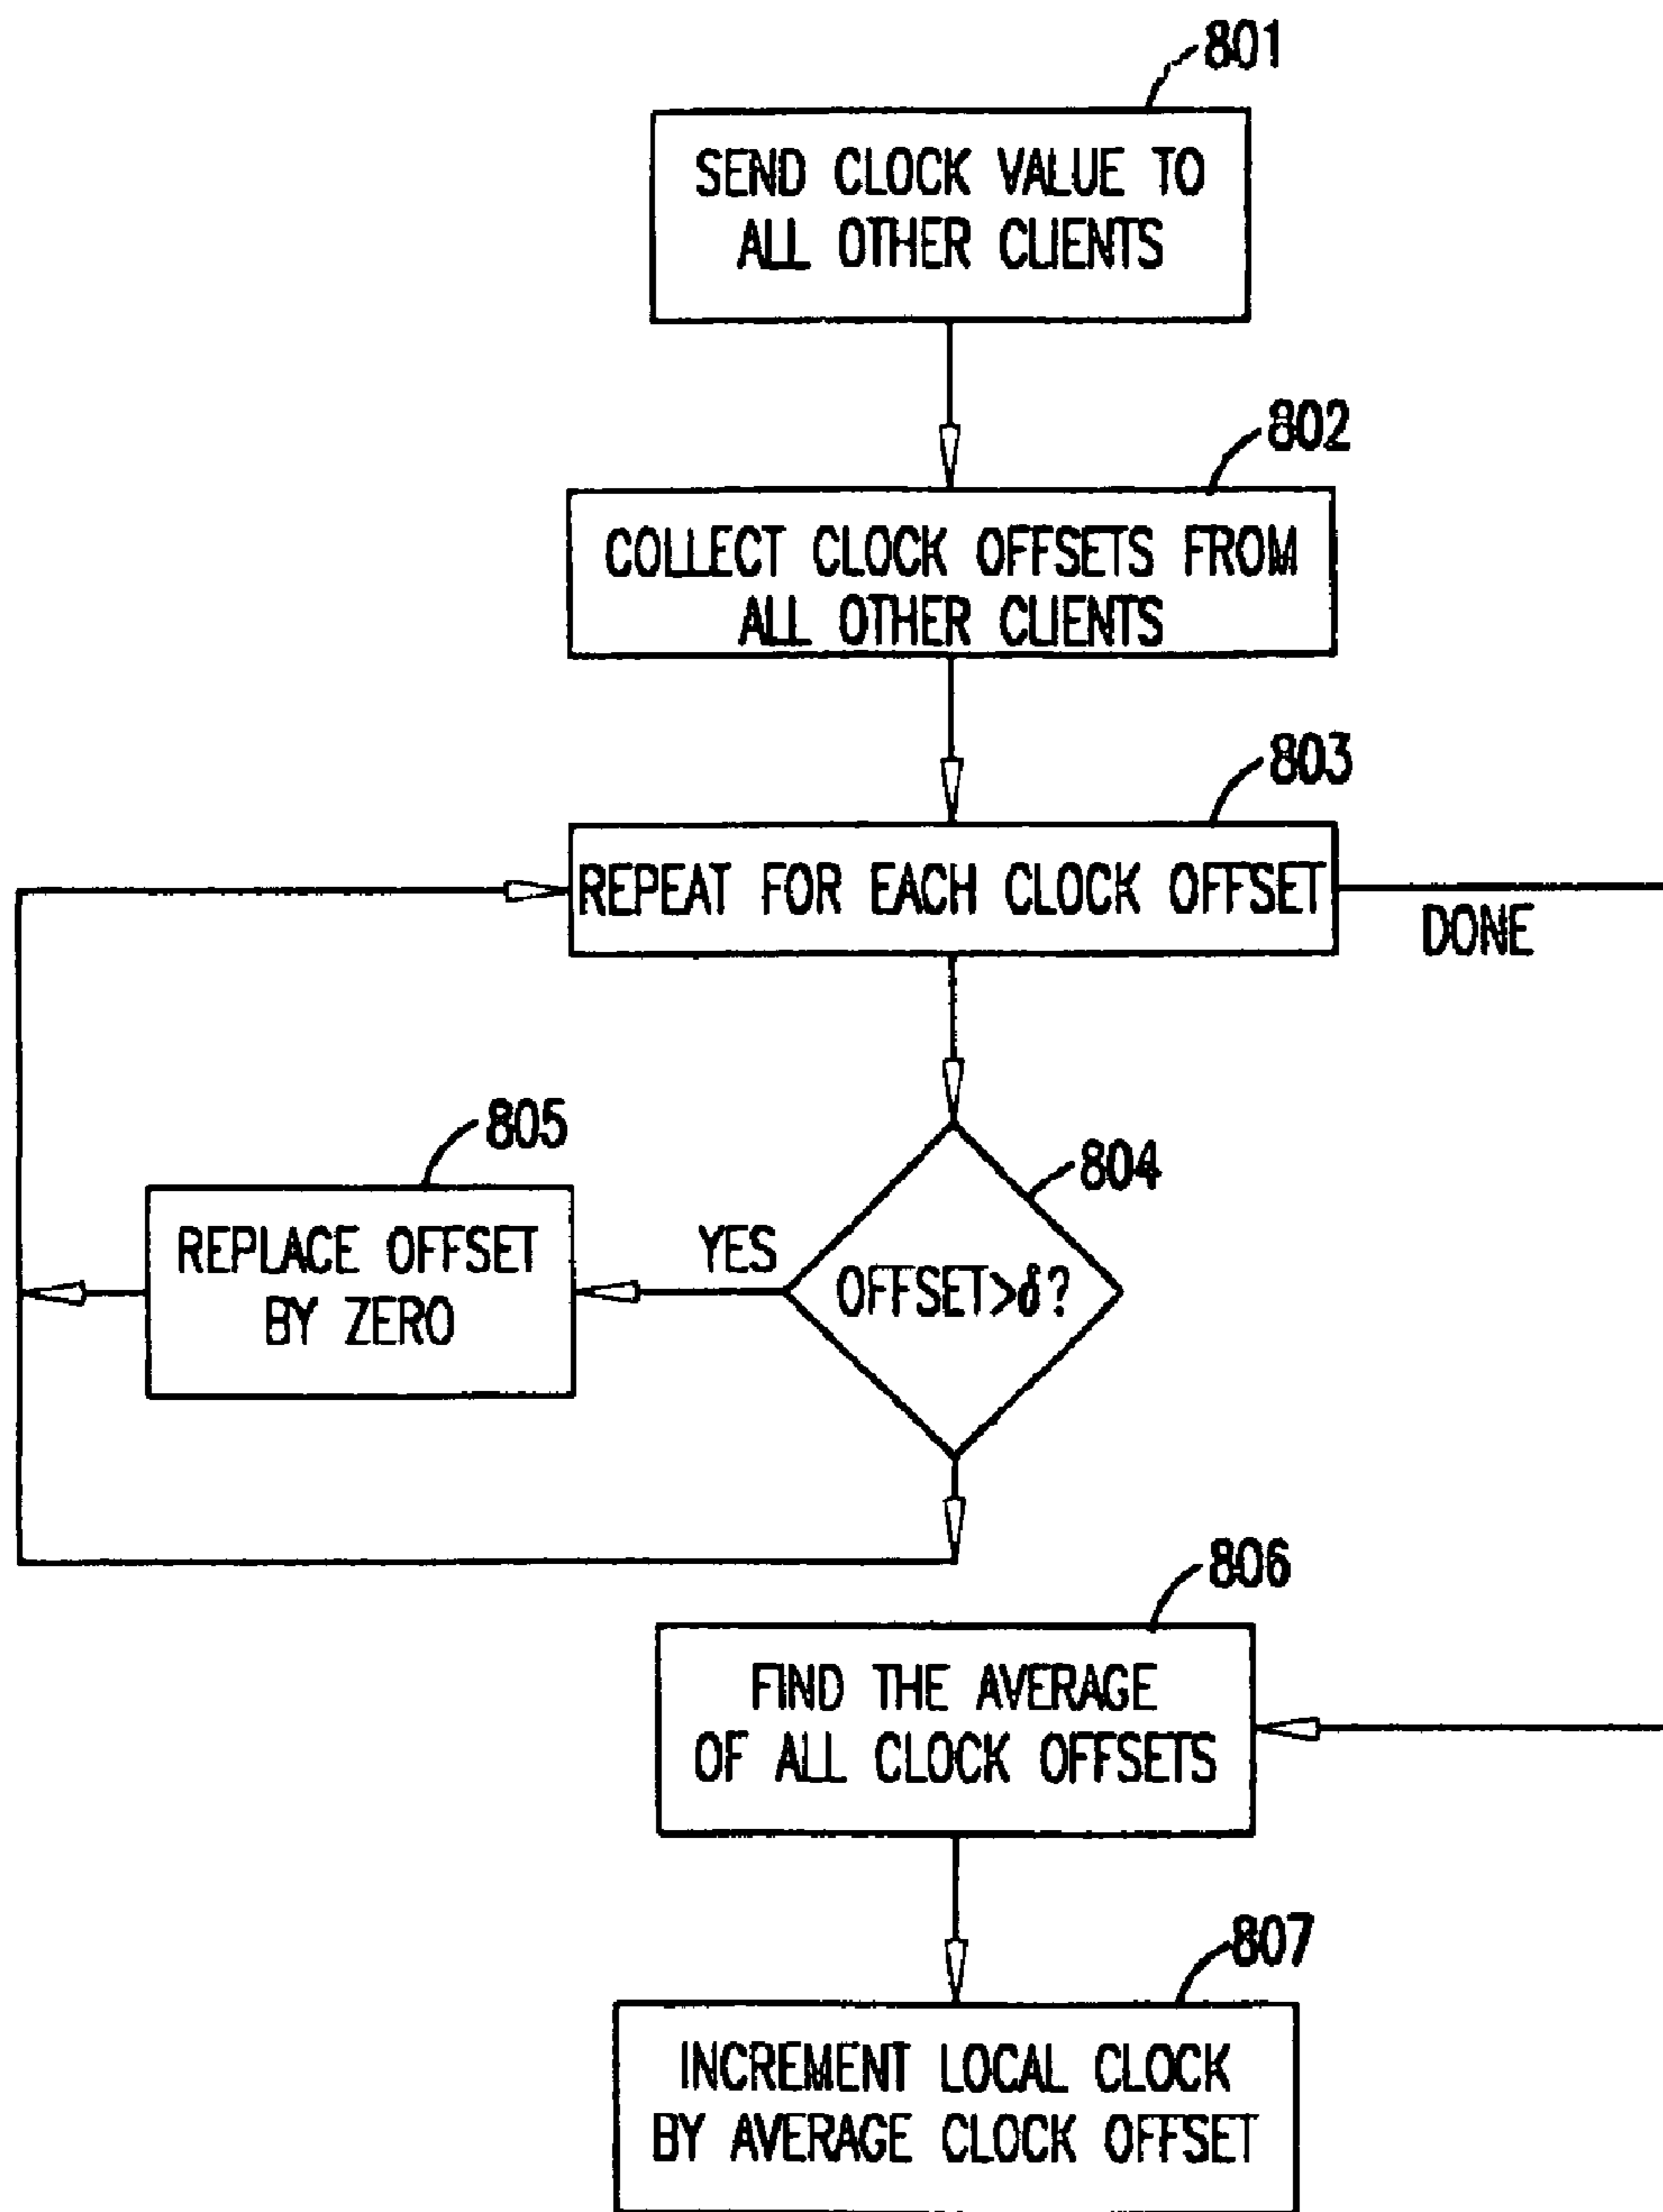 801
SEND CLOCK VALUE TO
ALL OTHER CLIENTS
802
COLLECT CLOCK OFFSETS FROM
ALL OTHER CLIENTS
803
REPEAT FOR EACH CLOCK OFFSET
DONE
805
REPLACE OFFSET
BY ZERO
YES
804
OFFSET>δ?
806
FIND THE AVERAGE
OF ALL CLOCK OFFSETS
807
INCREMENT LOCAL CLOCK
BY AVERAGE CLOCK OFFSET